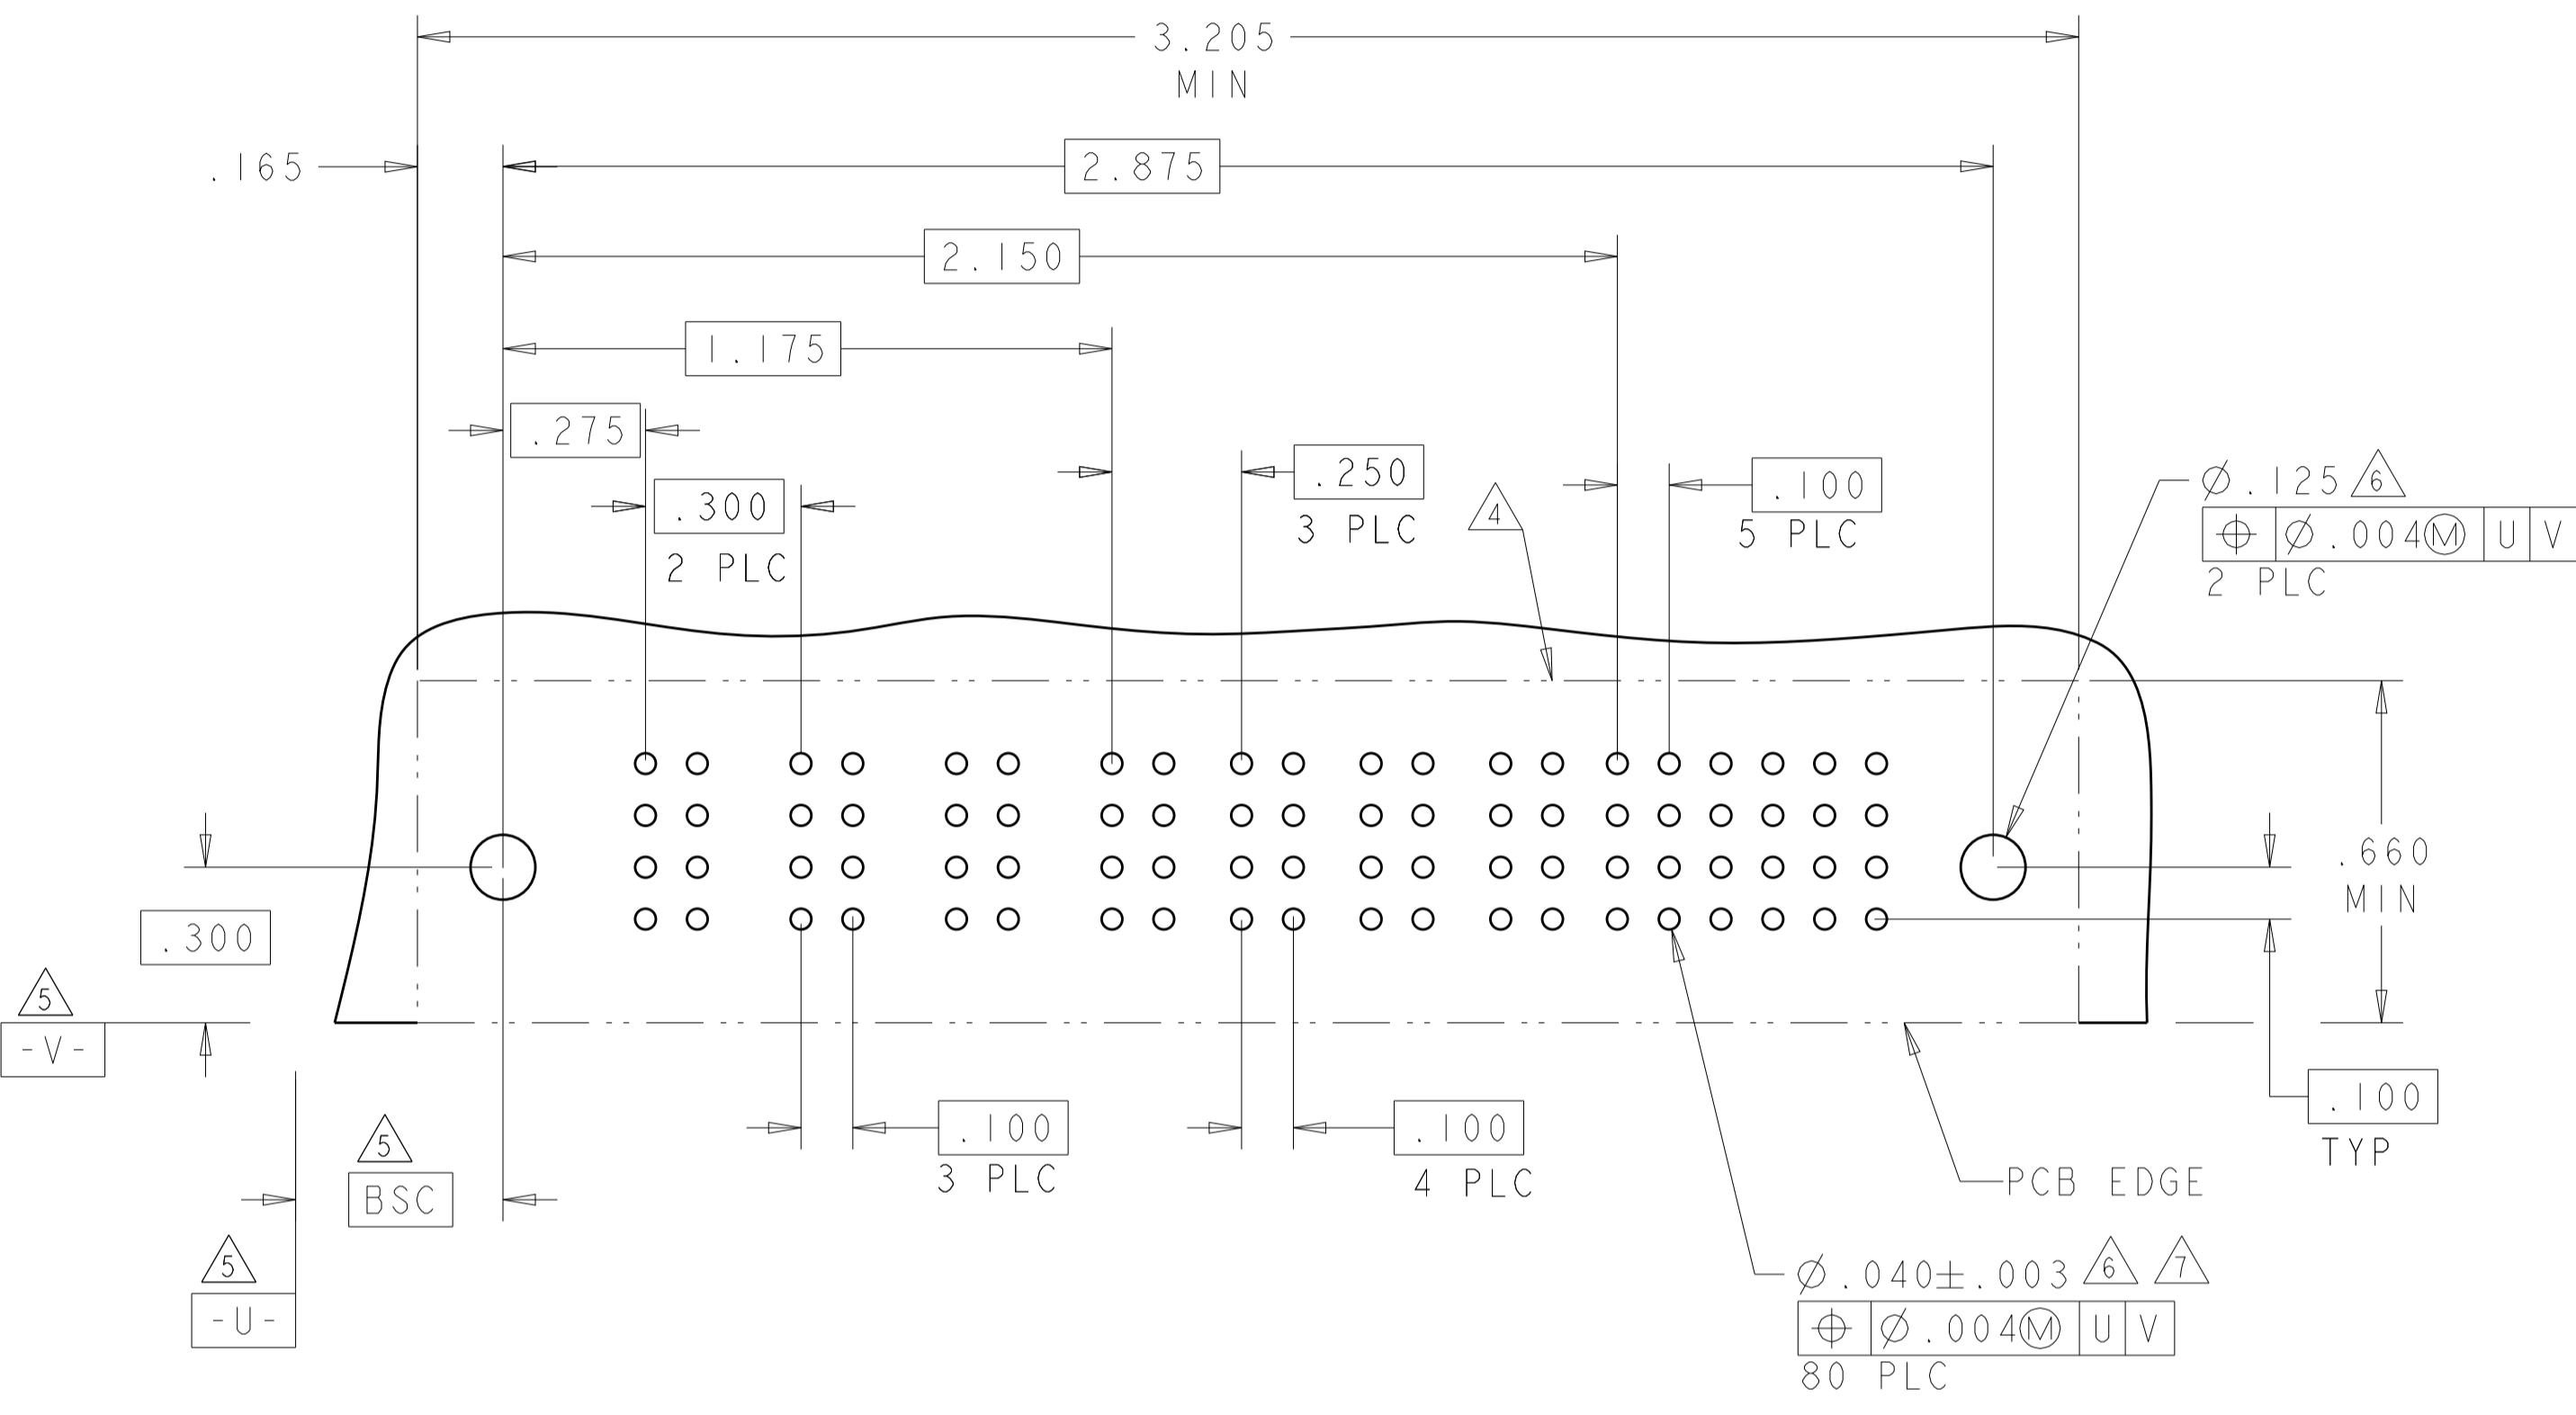 3.205
MIN
.165
2.875
2.150
1.175
.275
.300
2 PLC
.250
3 PLC
4
.100
5 PLC
Ø.125 6
⌖ Ø.004Ⓜ U V
2 PLC
.660
MIN
.300
5
-V-
5
BSC
5
-U-
.100
3 PLC
.100
4 PLC
PCB EDGE
.100
TYP
Ø.040±.003 6 7
⌖ Ø.004Ⓜ U V
80 PLC